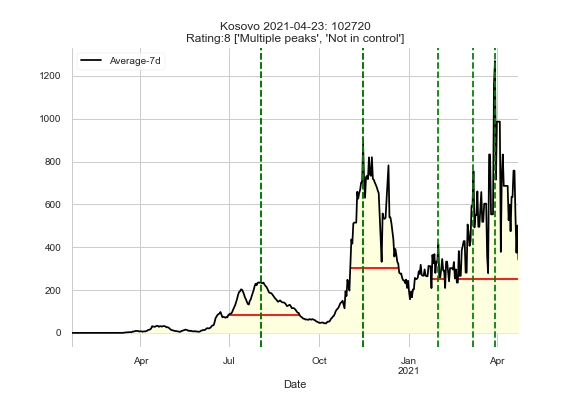 Kosovo 2021-04-23: 102720
Rating:8 ['Multiple peaks', 'Not in control']
Average-7d
1200
1000
800
600
400
200
0
Apr
Jul
Oct
Jan
2021
Apr
Date